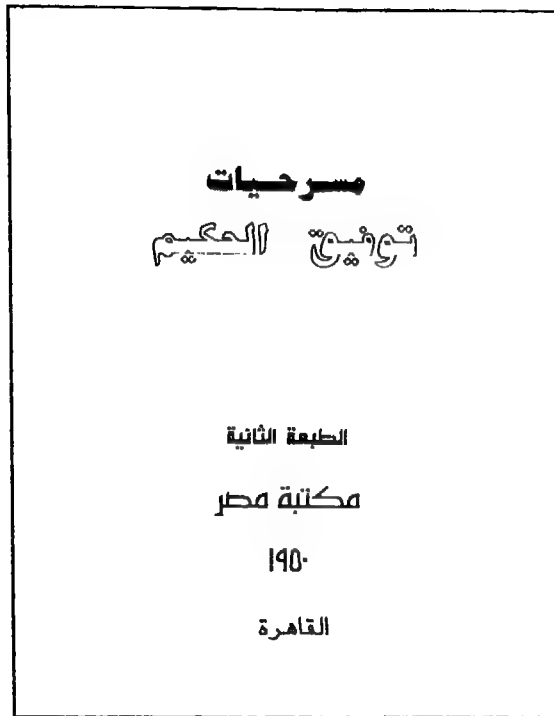 مسرحيات
توفيق الحكيم
الطبعة الثانية
مكتبة مصر
١٩٥٠
القاهرة